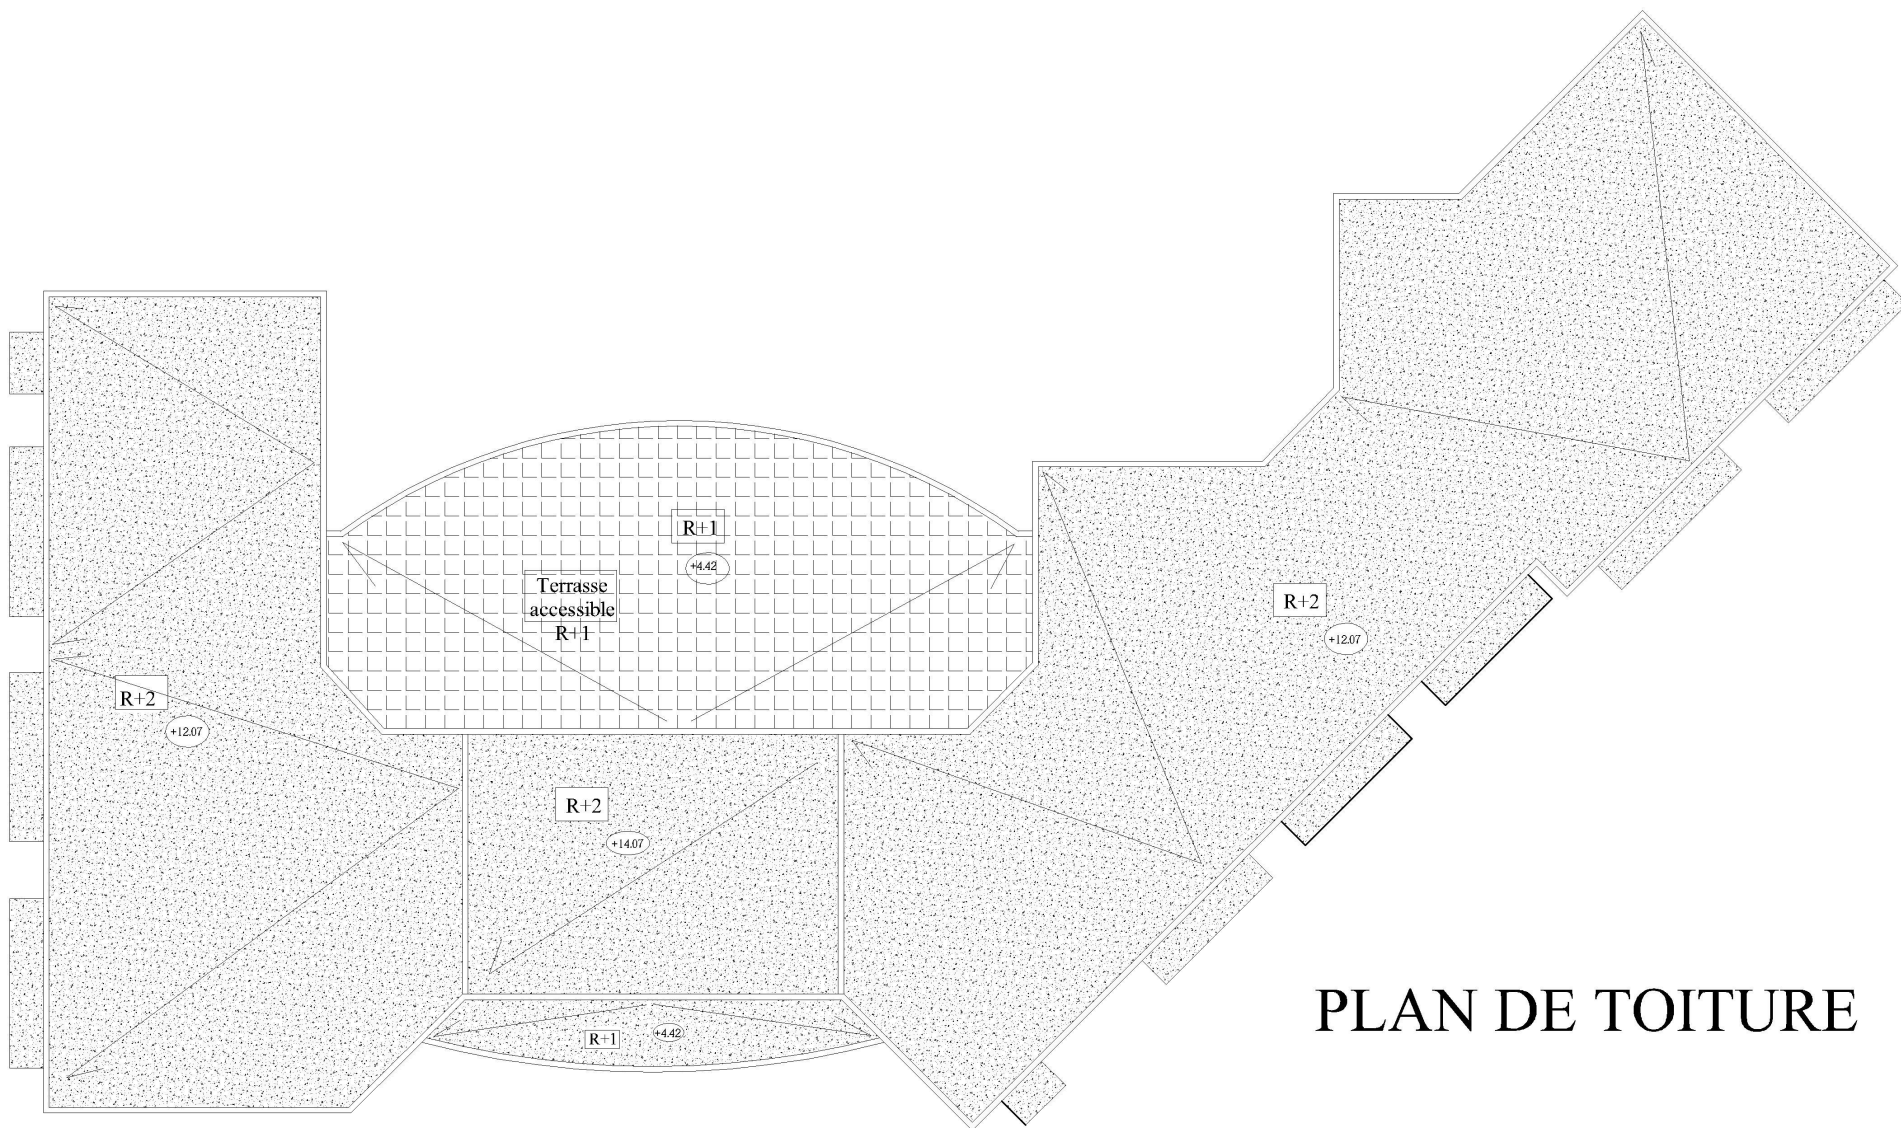 R+1
+4.42
Terrasse
accessible
R+1
R+2
+12.07
R+2
+12.07
R+2
+14.07
R+1
+4.42
PLAN DE TOITURE